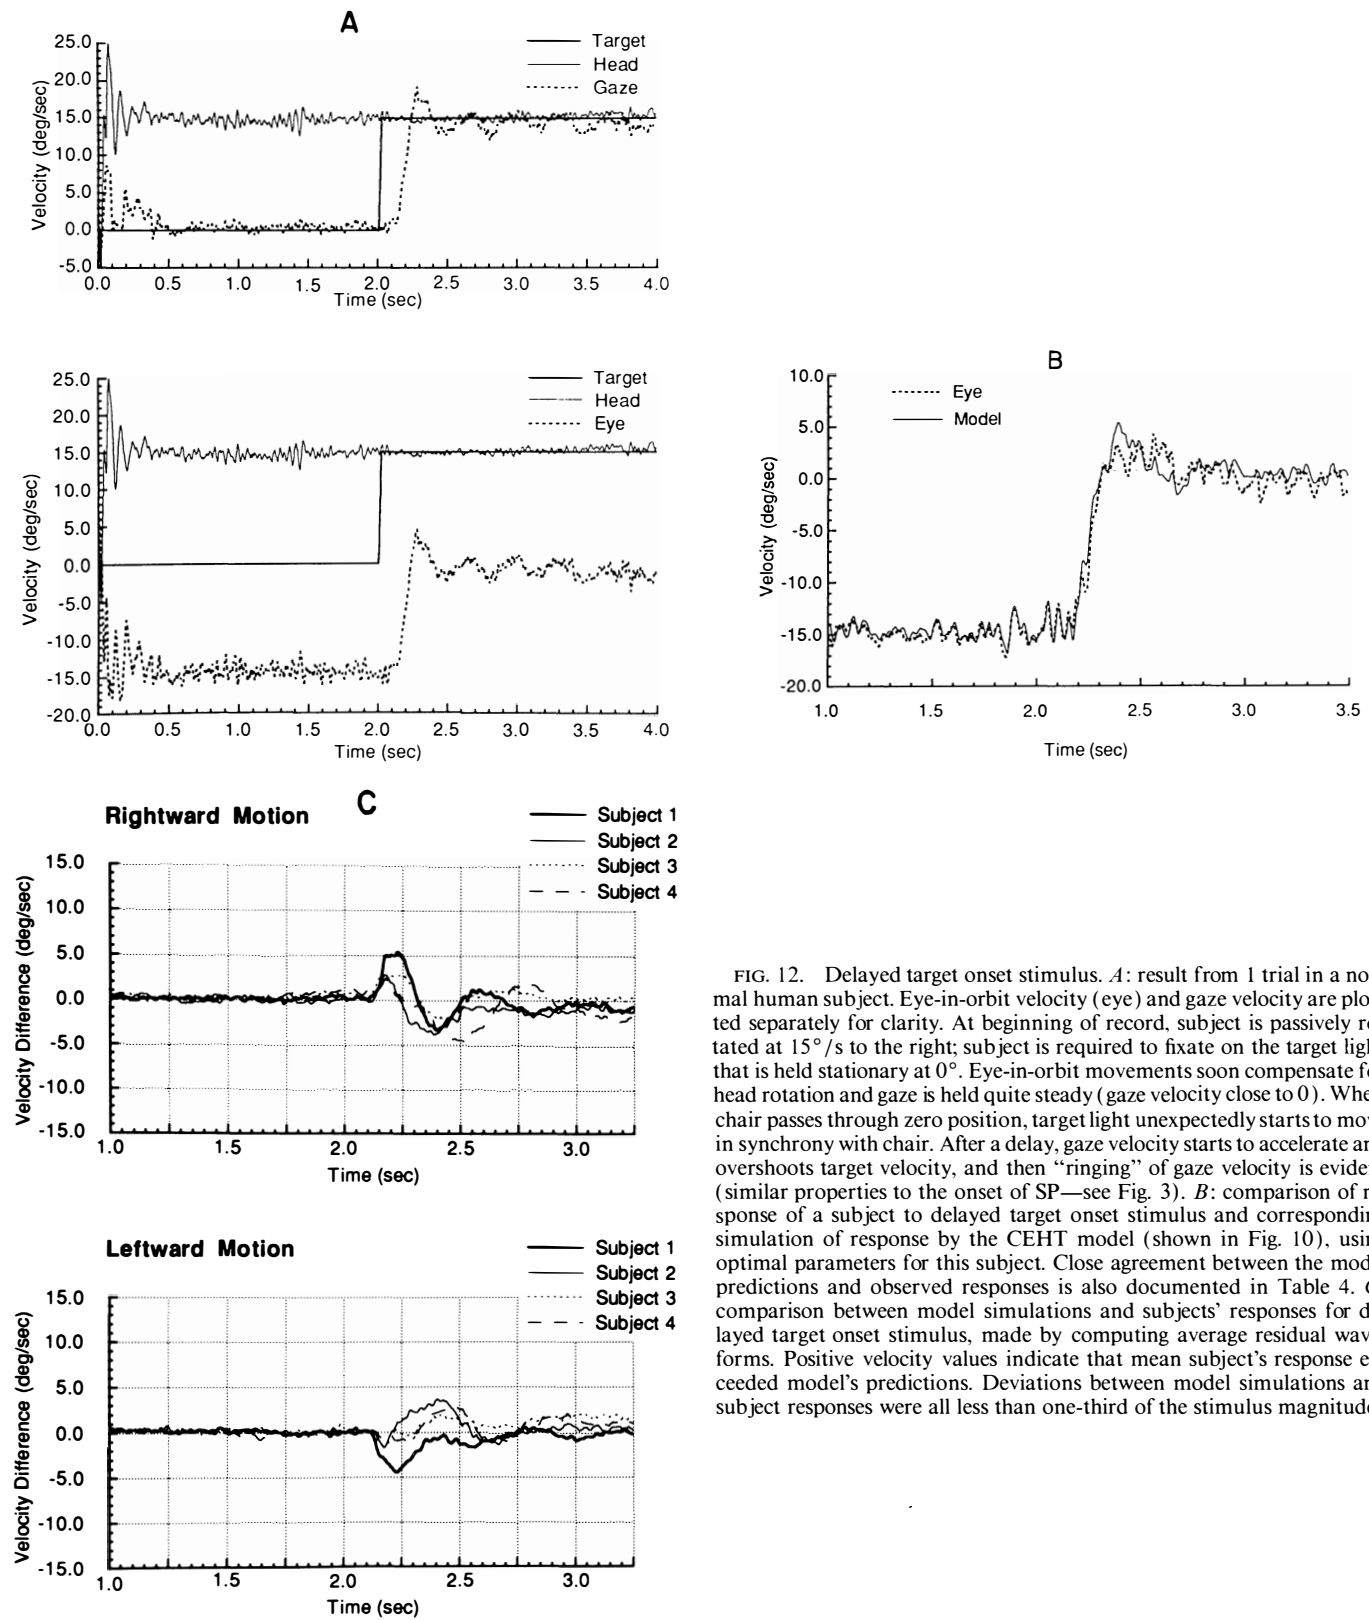 A
25.0
20.0
15.0
10.0
5.0
0.0
-5.0
Velocity (deg/sec)
Target
Head
Gaze
0.0 0.5 1.0 1.5 2.0 2.5 3.0 3.5 4.0
Time (sec)
25.0
20.0
15.0
10.0
5.0
0.0
-5.0
-10.0
-15.0
-20.0
Velocity (deg/sec)
Target
Head
Eye
0.0 0.5 1.0 1.5 2.0 2.5 3.0 3.5 4.0
Time (sec)
B
10.0
5.0
0.0
-5.0
-10.0
-15.0
-20.0
Velocity (deg/sec)
Eye
Model
1.0 1.5 2.0 2.5 3.0 3.5
Time (sec)
C
Rightward Motion
Subject 1
Subject 2
Subject 3
Subject 4
15.0
10.0
5.0
0.0
-5.0
-10.0
-15.0
Velocity Difference (deg/sec)
1.0 1.5 2.0 2.5 3.0
Time (sec)
Leftward Motion
Subject 1
Subject 2
Subject 3
Subject 4
15.0
10.0
5.0
0.0
-5.0
-10.0
-15.0
Velocity Difference (deg/sec)
1.0 1.5 2.0 2.5 3.0
Time (sec)
FIG. 12. Delayed target onset stimulus. A: result from 1 trial in a no
mal human subject. Eye-in-orbit velocity (eye) and gaze velocity are plo
ted separately for clarity. At beginning of record, subject is passively ro
tated at 15°/s to the right; subject is required to fixate on the target ligh
that is held stationary at 0°. Eye-in-orbit movements soon compensate fo
head rotation and gaze is held quite steady (gaze velocity close to 0). Whe
chair passes through zero position, target light unexpectedly starts to mov
in synchrony with chair. After a delay, gaze velocity starts to accelerate an
overshoots target velocity, and then “ringing” of gaze velocity is evide
(similar properties to the onset of SP—see Fig. 3). B: comparison of r
sponse of a subject to delayed target onset stimulus and correspondin
simulation of response by the CEHT model (shown in Fig. 10), usin
optimal parameters for this subject. Close agreement between the mod
predictions and observed responses is also documented in Table 4.
comparison between model simulations and subjects’ responses for d
layed target onset stimulus, made by computing average residual wav
forms. Positive velocity values indicate that mean subject’s response e
ceeded model’s predictions. Deviations between model simulations an
subject responses were all less than one-third of the stimulus magnitude